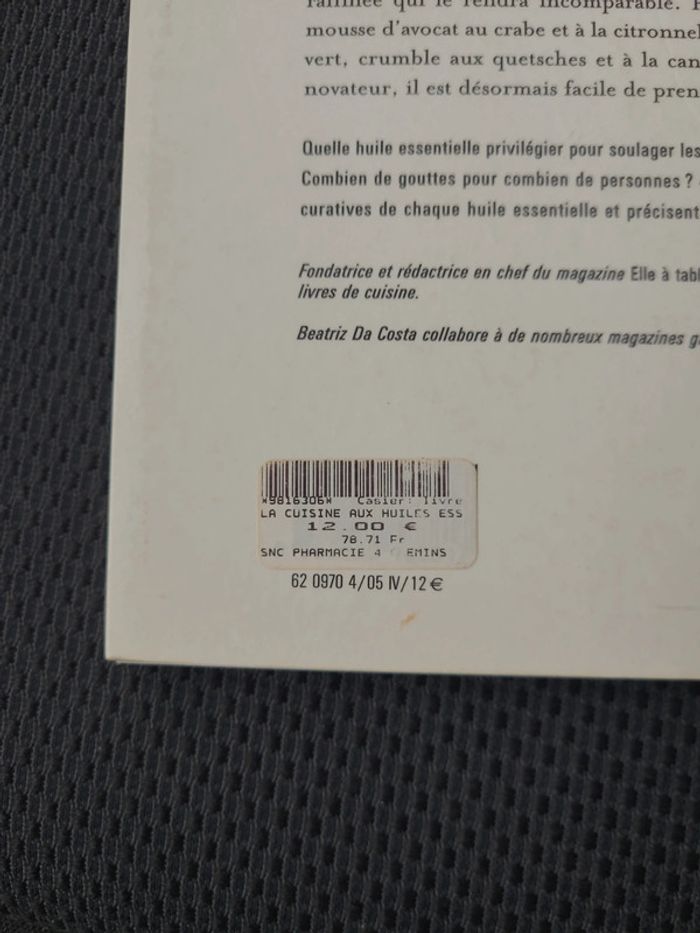 raffinée qui le rendra incomparable.
mousse d'avocat au crabe et à la
vert, crumble aux quetsches et à la
novateur, il est désormais facile de
Quelle huile essentielle privilégier pour soulager les
Combien de gouttes pour combien de personnes ?
curatives de chaque huile essentielle et précisent
Fondatrice et rédactrice en chef du magazine Elle à
livres de cuisine.
Beatriz Da Costa collabore à de nombreux magazines
*9816306* Casier: livre
LA CUISINE AUX HUILES ESS
12.00 €
78.71 Fr
SNC PHARMACIE 4 EMINS
62 0970 4/05 IV/12 €